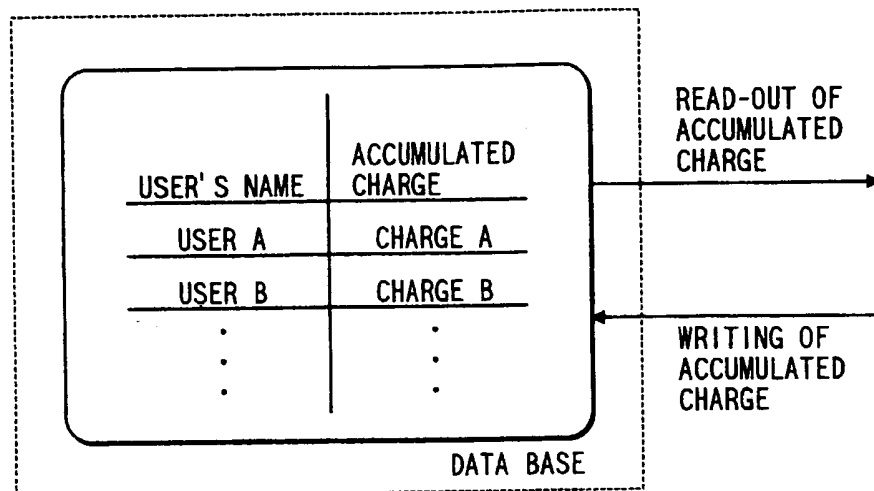 READ-OUT OF
ACCUMULATED
CHARGE
USER'S NAME
ACCUMULATED
CHARGE
USER A
CHARGE A
USER B
CHARGE B
WRITING OF
ACCUMULATED
CHARGE
DATA BASE